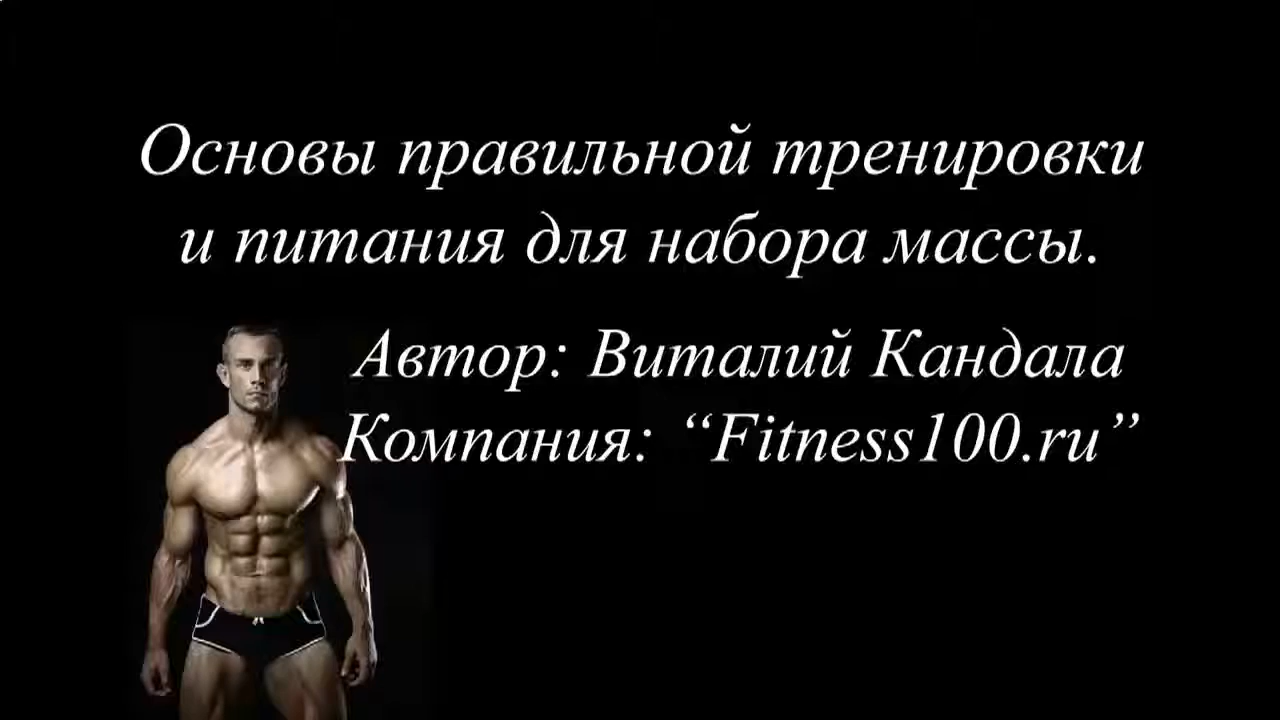 Основы правильной тренировки
и питания для набора массы.
Автор: Виталий Кандала
Компания: “Fitness100.ru”